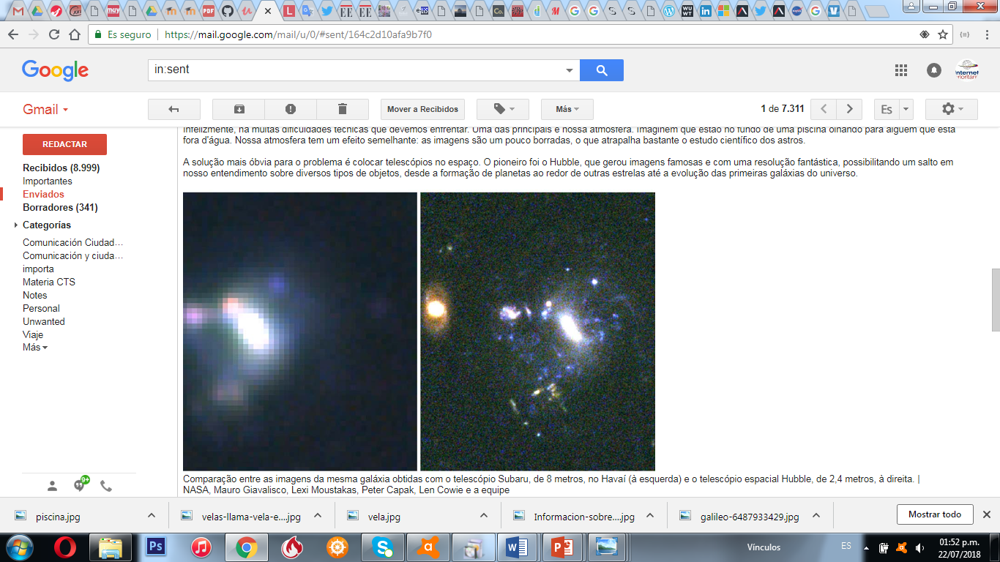 Es seguro
https://mail.google.com/mail/u/0/#sent/164c2d10afa9b7f0
Google
in:sent
Gmail
Mover a Recibidos
Más
1 de 7.311
Es
REDACTAR
Recibidos (8.999)
Importantes
Enviados
Borradores (341)
Categorías
Comunicación Ciudad…
Comunicación y ciuda…
importa
Materia CTS
Notes
Personal
Unwanted
Viaje
Más
9+
Infelizmente, há muitas dificuldades técnicas que devemos enfrentar. Uma das principais é nossa atmosfera. Imaginem que estão no fundo de uma piscina olhando para alguém que está
fora d'água. Nossa atmosfera tem um efeito semelhante: as imagens são um pouco borradas, o que atrapalha bastante o estudo científico dos astros.
A solução mais óbvia para o problema é colocar telescópios no espaço. O pioneiro foi o Hubble, que gerou imagens famosas e com uma resolução fantástica, possibilitando um salto em
nosso entendimento sobre diversos tipos de objetos, desde a formação de planetas ao redor de outras estrelas até a evolução das primeiras galáxias do universo.
Comparação entre as imagens da mesma galáxia obtidas com o telescópio Subaru, de 8 metros, no Havaí (à esquerda) e o telescópio espacial Hubble, de 2,4 metros, à direita. |
NASA, Mauro Giavalisco, Lexi Moustakas, Peter Capak, Len Cowie e a equipe
piscina.jpg
velas-llama-vela-e....jpg
vela.jpg
Informacion-sobre....jpg
galileo-6487933429.jpg
Mostrar todo
Ps
Vínculos
ES
01:52 p.m.
22/07/2018